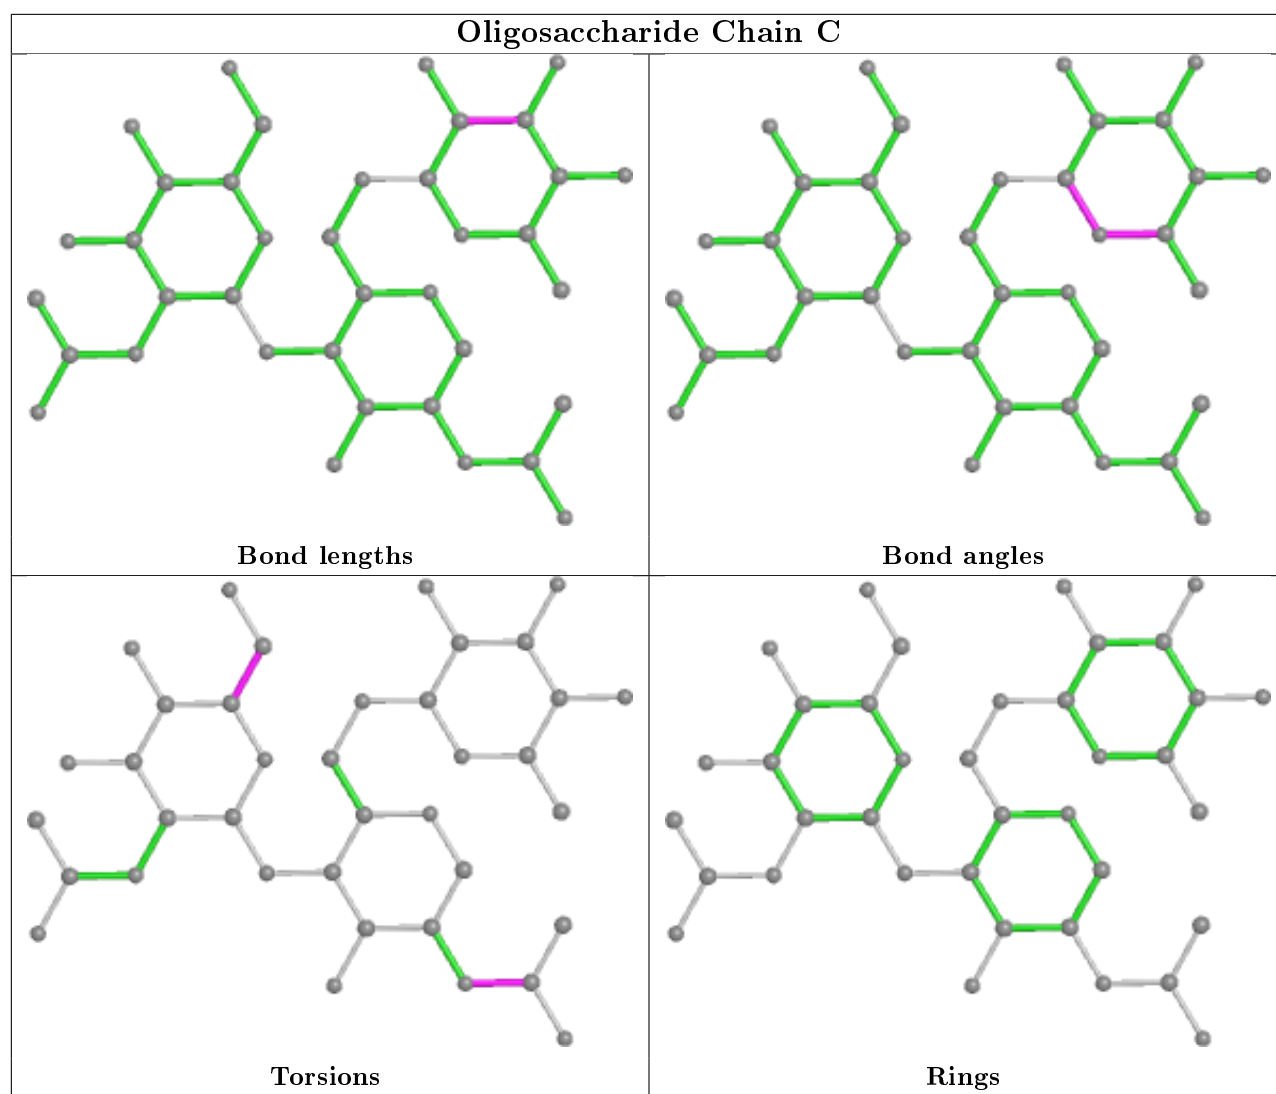 Oligosaccharide Chain C
Bond lengths
Bond angles
Torsions
Rings